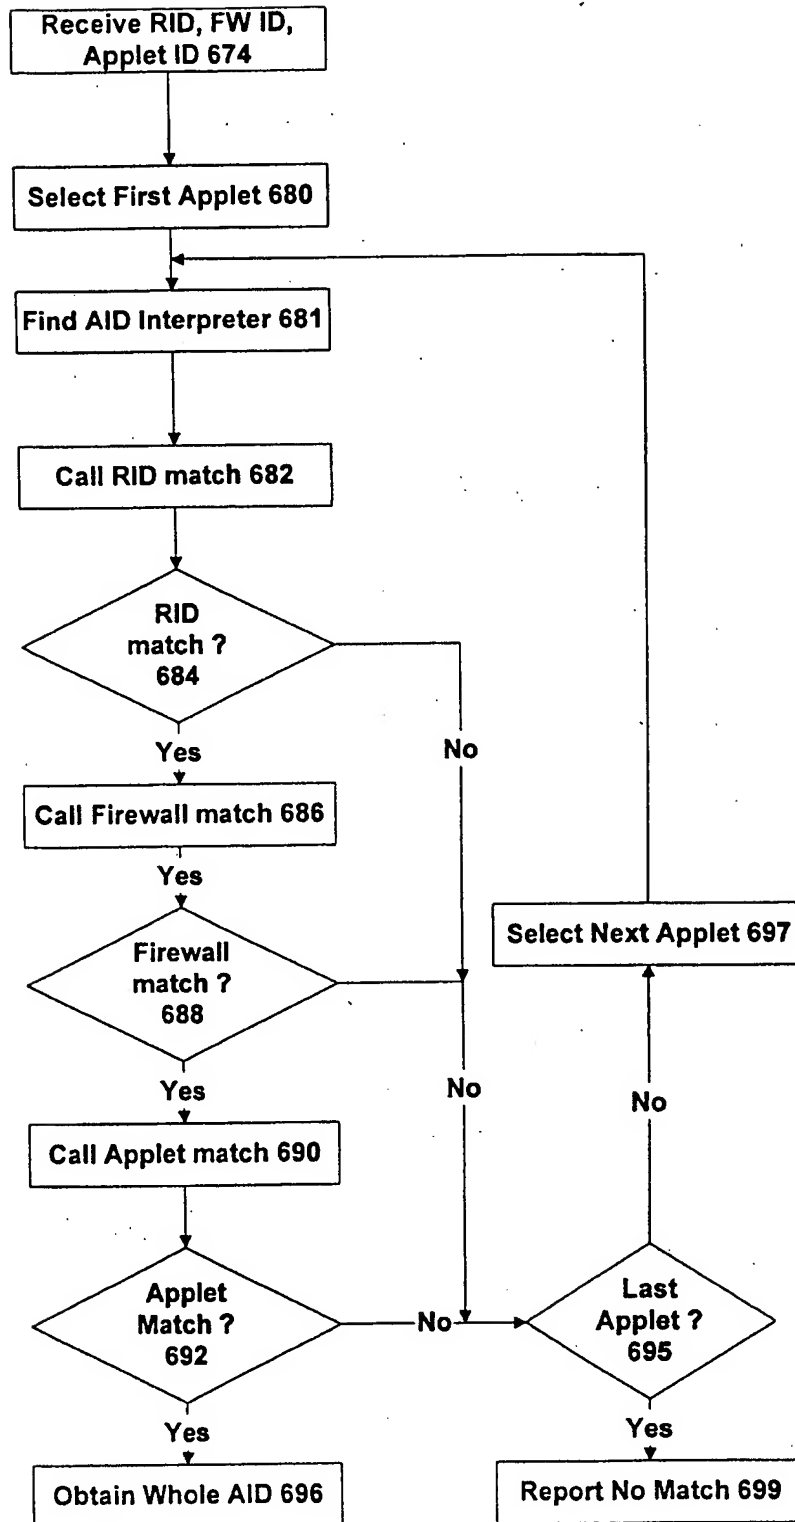 Receive RID, FW ID,
Applet ID 674
Select First Applet 680
Find AID Interpreter 681
Call RID match 682
RID
match ?
684
Yes
No
Call Firewall match 686
Yes
Firewall
match ?
688
Select Next Applet 697
Yes
No
No
Call Applet match 690
Applet
Match ?
692
No
Last
Applet ?
695
Yes
Yes
Obtain Whole AID 696
Report No Match 699